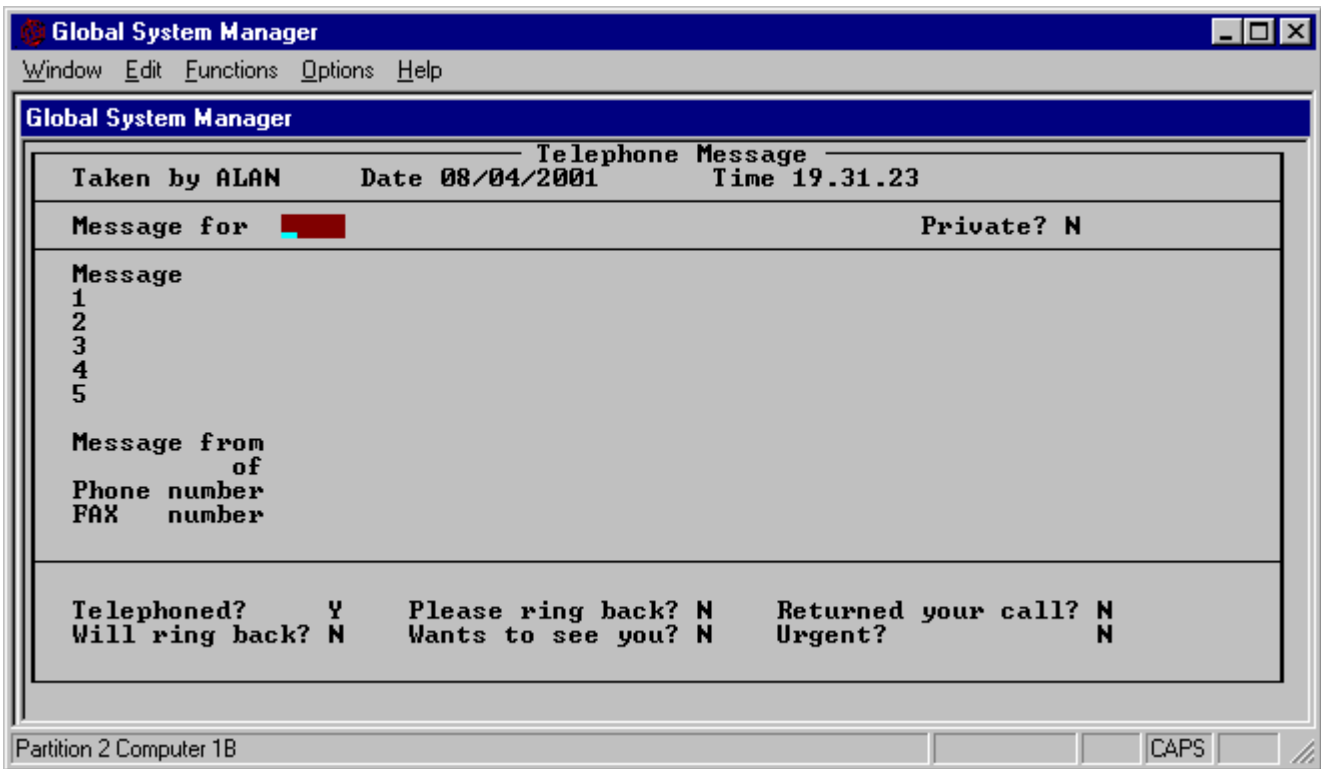 Global System Manager
Window Edit Functions Options Help
Global System Manager
Telephone Message
Taken by ALAN Date 08/04/2001 Time 19.31.23
Message for Private? N
Message
1
2
3
4
5
Message from
of
Phone number
FAX number
Telephoned? Y Please ring back? N Returned your call? N
Will ring back? N Wants to see you? N Urgent? N
Partition 2 Computer 1B CAPS